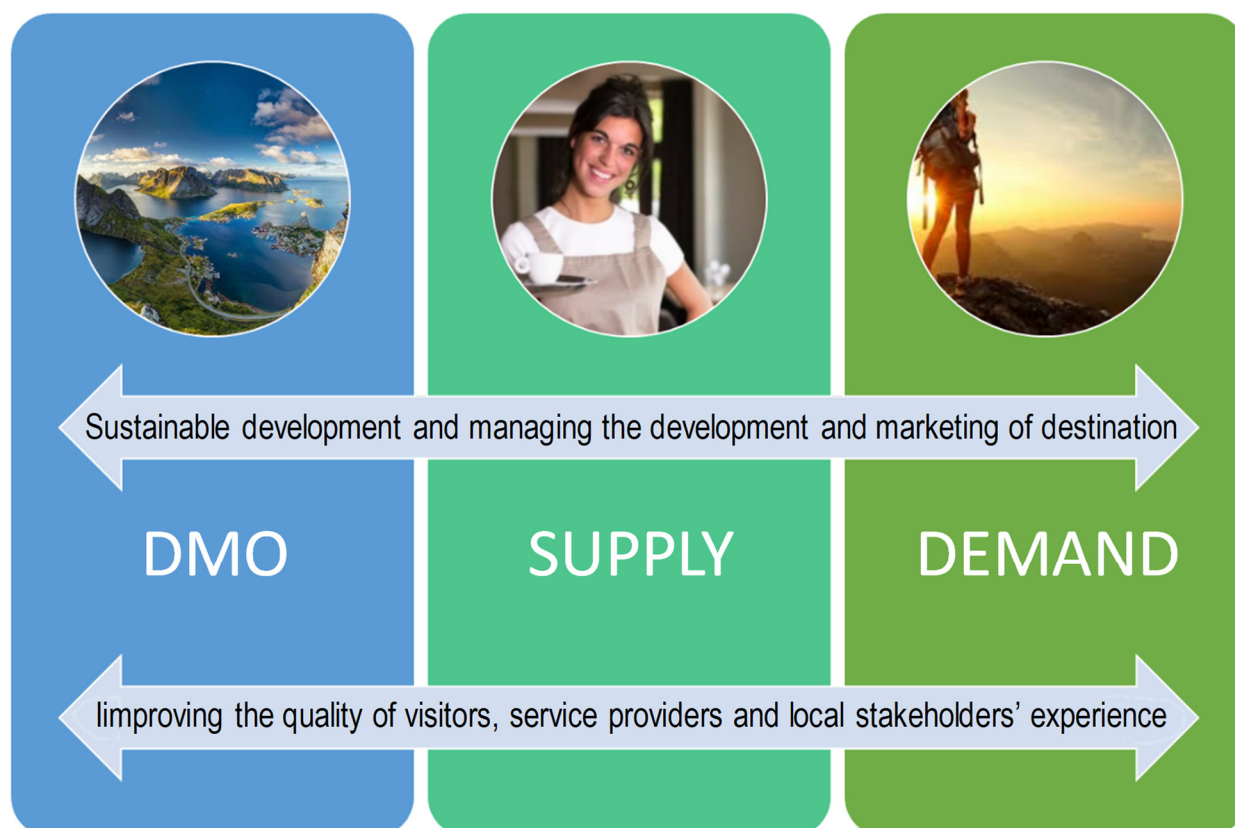 Sustainable development and managing the development and marketing of destination
DMO
SUPPLY
DEMAND
Iimproving the quality of visitors, service providers and local stakeholders’ experience